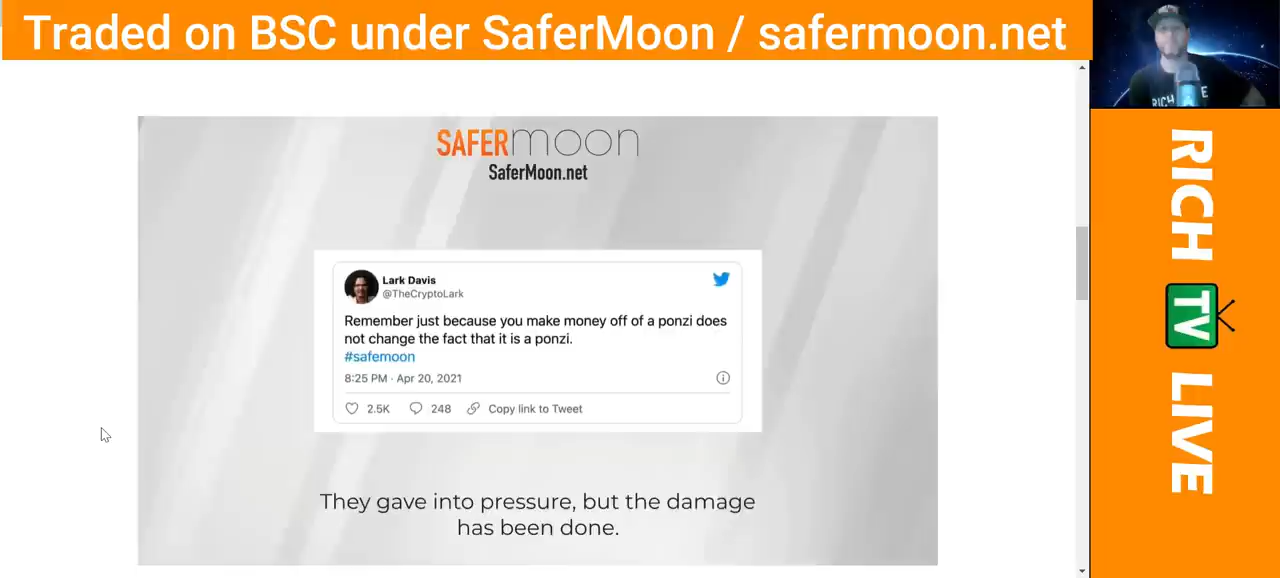 Traded on BSC under SaferMoon / safermoon.net
SAFERmoon
SaferMoon.net
Lark Davis
@TheCryptoLark
Remember just because you make money off of a ponzi does
not change the fact that it is a ponzi.
#safemoon
8:25 PM · Apr 20, 2021
2.5K 248 Copy link to Tweet
They gave into pressure, but the damage
has been done.
RICH TV LIVE
RICH